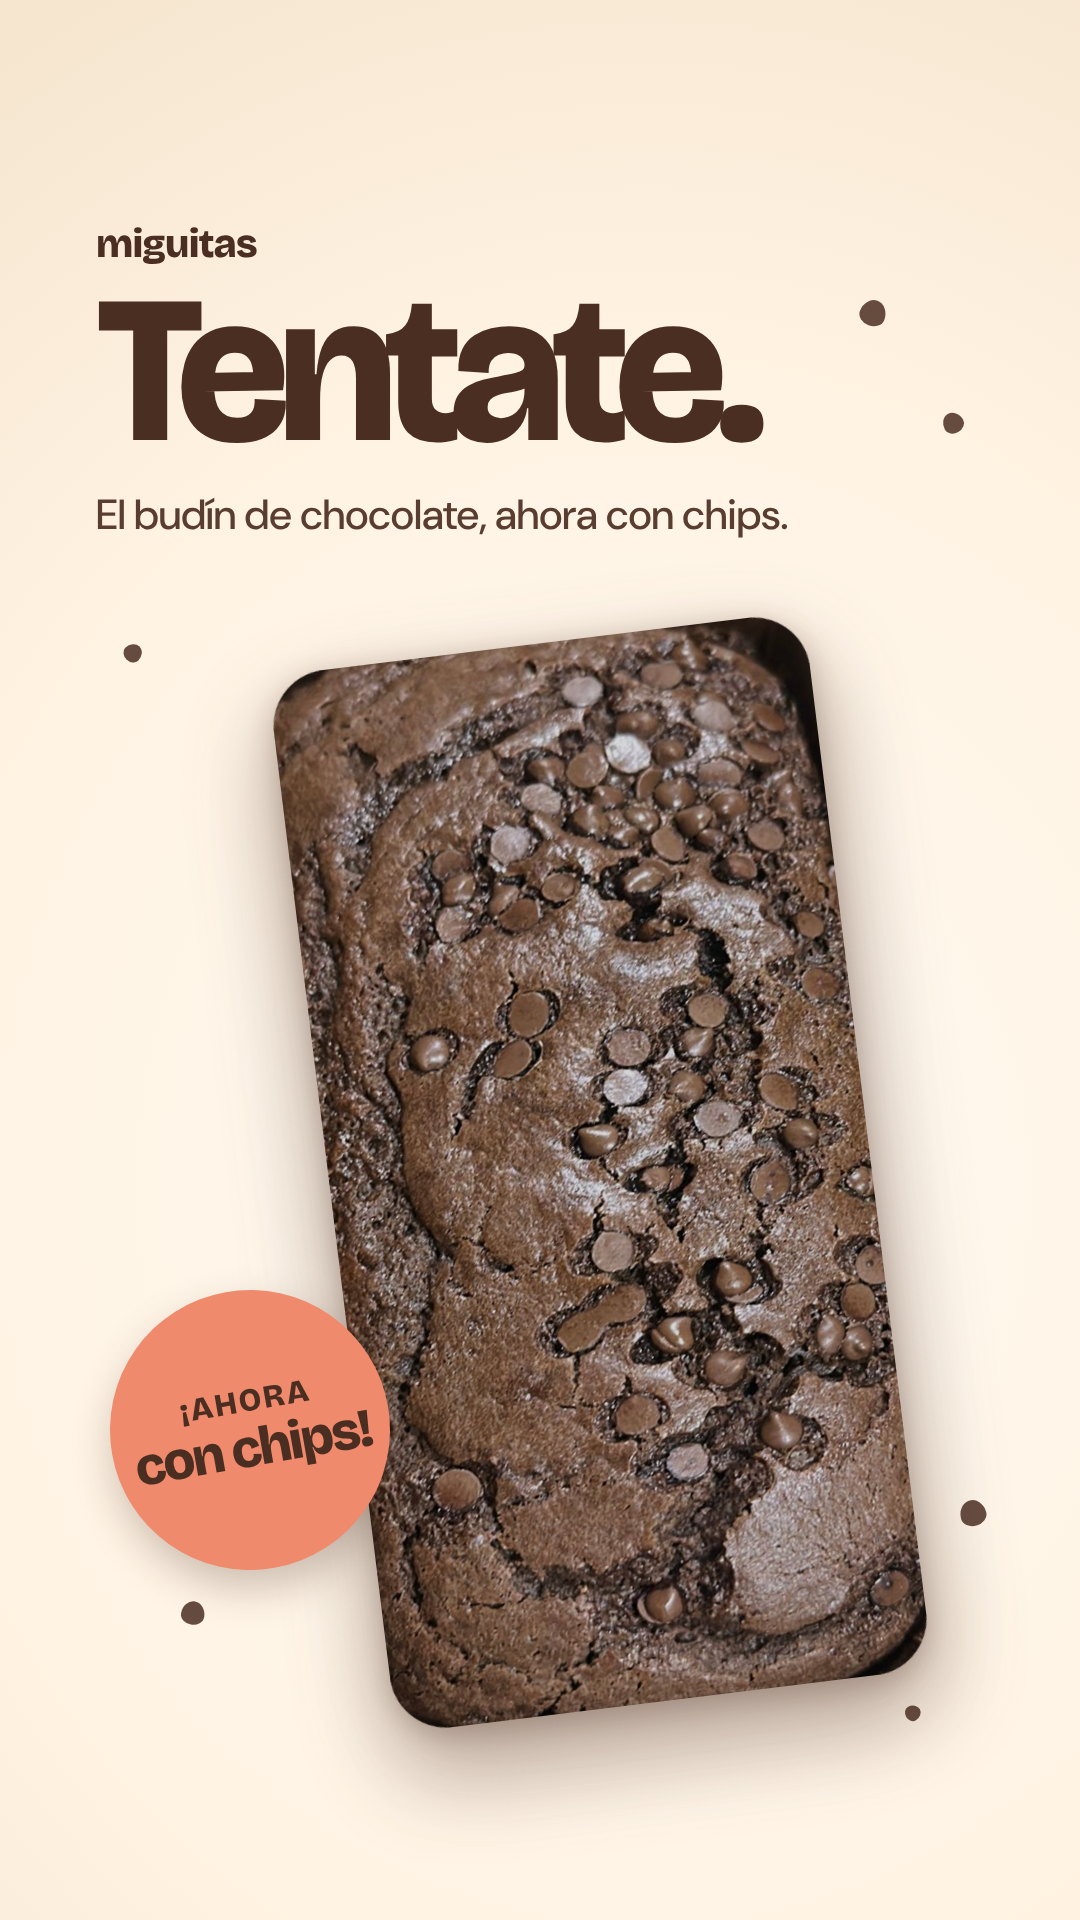 miguitas
Tentate.
El budín de chocolate, ahora con chips.
¡AHORA
con chips!